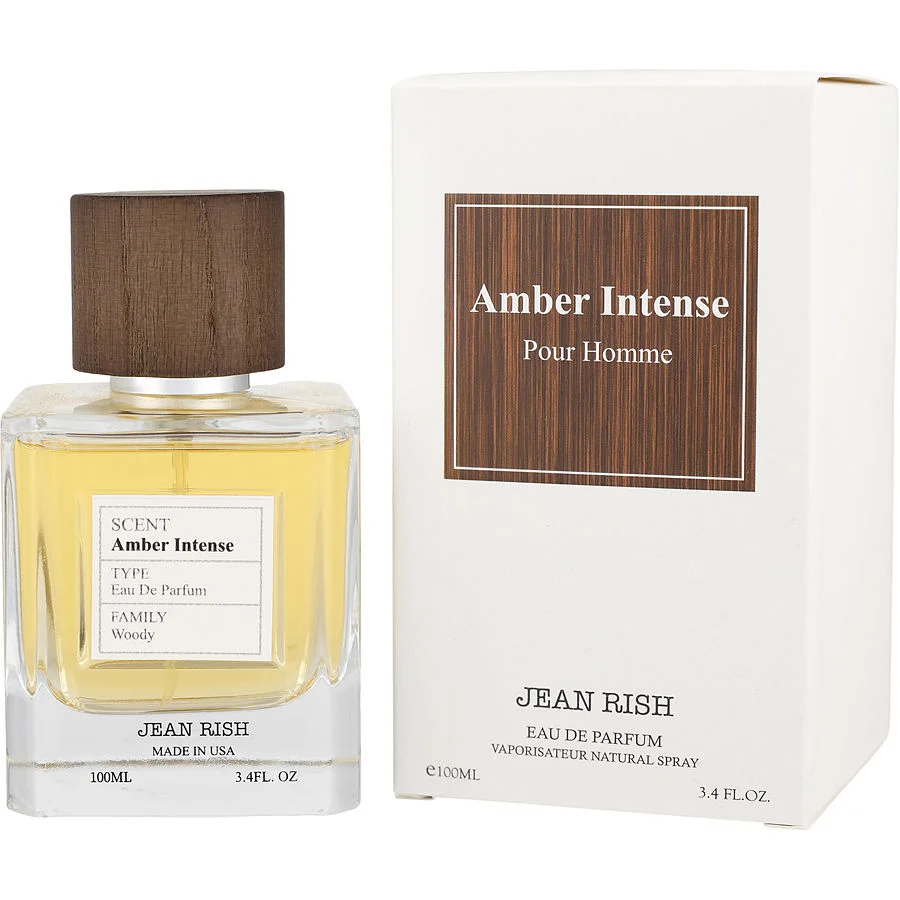 SCENT
Amber Intense
TYPE
Eau De Parfum
FAMILY
Woody
JEAN RISH
MADE IN USA
100ML 3.4FL. OZ
Amber Intense
Pour Homme
JEAN RISH
EAU DE PARFUM
VAPORISATEUR NATURAL SPRAY
e100ML
3.4 FL.OZ.